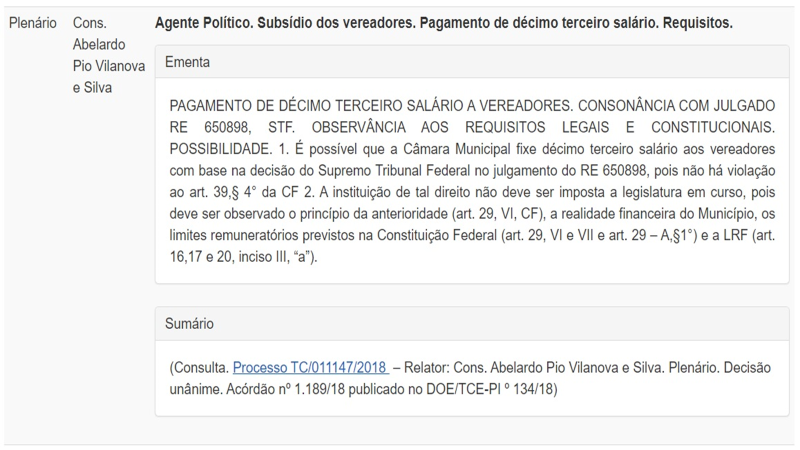 Plenário
Cons.
Abelardo
Pio Vilanova
e Silva
Agente Político. Subsídio dos vereadores. Pagamento de décimo terceiro salário. Requisitos.
Ementa
PAGAMENTO DE DÉCIMO TERCEIRO SALÁRIO A VEREADORES. CONSONÂNCIA COM JULGADO
RE 650898, STF. OBSERVÂNCIA AOS REQUISITOS LEGAIS E CONSTITUCIONAIS.
POSSIBILIDADE. 1. É possível que a Câmara Municipal fixe décimo terceiro salário aos vereadores
com base na decisão do Supremo Tribunal Federal no julgamento do RE 650898, pois não há violação
ao art. 39,§ 4° da CF 2. A instituição de tal direito não deve ser imposta a legislatura em curso, pois
deve ser observado o princípio da anterioridade (art. 29, VI, CF), a realidade financeira do Município, os
limites remuneratórios previstos na Constituição Federal (art. 29, VI e VII e art. 29 – A,§1°) e a LRF (art.
16,17 e 20, inciso III, “a”).
Sumário
(Consulta. Processo TC/011147/2018 – Relator: Cons. Abelardo Pio Vilanova e Silva. Plenário. Decisão
unânime. Acórdão nº 1.189/18 publicado no DOE/TCE-PI º 134/18)